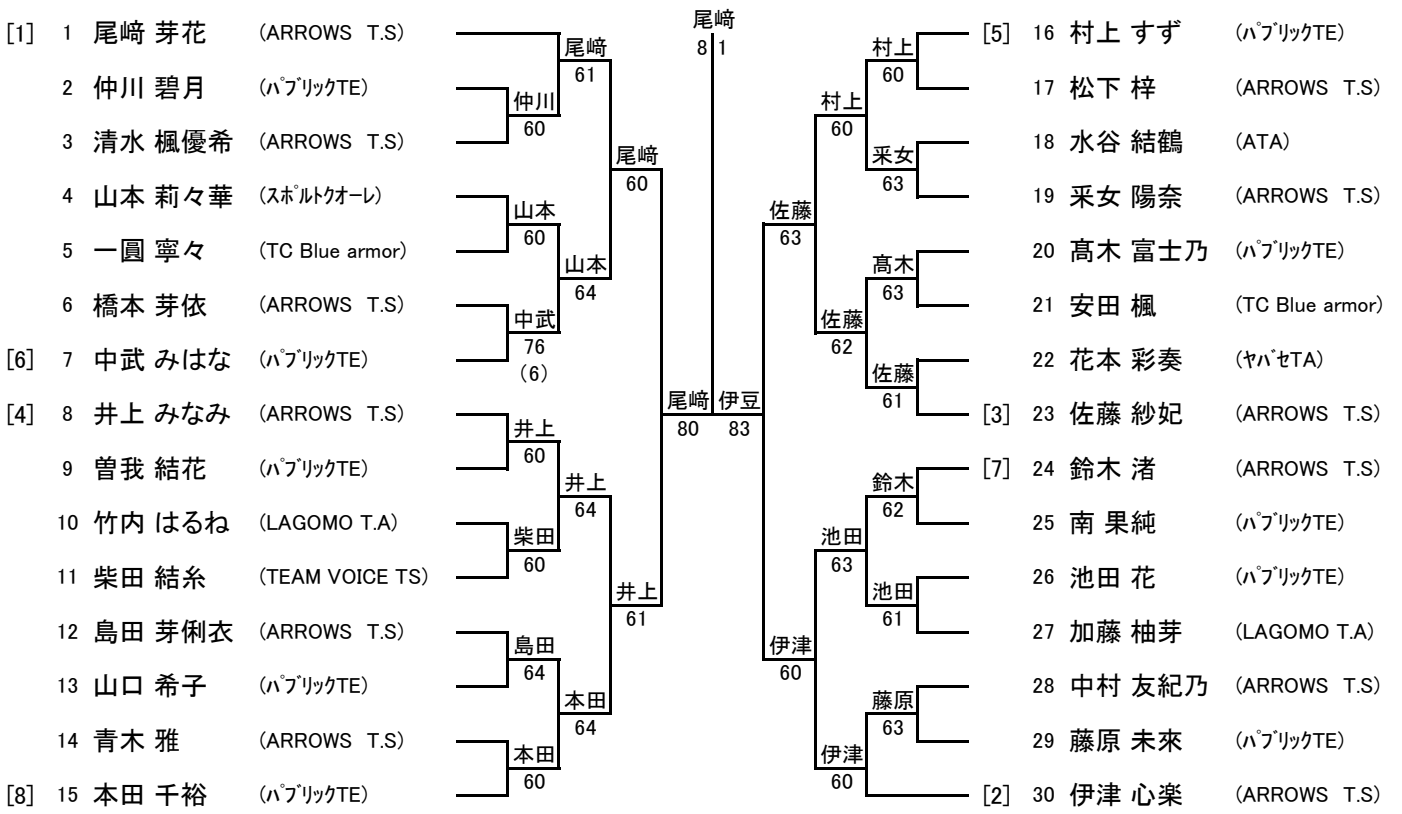 尾﨑
8 1
[1] 1 尾﨑 芽花 (ARROWS T.S)
2 仲川 碧月 (ﾊﾟﾌﾞﾘｯｸTE)
3 清水 楓優希 (ARROWS T.S)
4 山本 莉々華 (ｽﾎﾟﾙﾄクオーレ)
5 一圓 寧々 (TC Blue armor)
6 橋本 芽依 (ARROWS T.S)
[6] 7 中武 みはな (ﾊﾟﾌﾞﾘｯｸTE)
[4] 8 井上 みなみ (ARROWS T.S)
9 曽我 結花 (ﾊﾟﾌﾞﾘｯｸTE)
10 竹内 はるね (LAGOMO T.A)
11 柴田 結糸 (TEAM VOICE TS)
12 島田 芽俐衣 (ARROWS T.S)
13 山口 希子 (ﾊﾟﾌﾞﾘｯｸTE)
14 青木 雅 (ARROWS T.S)
[8] 15 本田 千裕 (ﾊﾟﾌﾞﾘｯｸTE)
仲川
60
山本
60
中武
76
(6)
井上
60
柴田
60
島田
64
本田
60
尾﨑
61
山本
64
井上
64
本田
64
尾﨑
60
井上
61
尾﨑
80
伊豆
83
佐藤
63
伊津
60
村上
60
佐藤
62
池田
63
伊津
60
村上
60
采女
63
髙木
63
佐藤
61
鈴木
62
池田
61
藤原
63
[5] 16 村上 すず (ﾊﾟﾌﾞﾘｯｸTE)
17 松下 梓 (ARROWS T.S)
18 水谷 結鶴 (ATA)
19 采女 陽奈 (ARROWS T.S)
20 髙木 富士乃 (ﾊﾟﾌﾞﾘｯｸTE)
21 安田 楓 (TC Blue armor)
22 花本 彩奏 (ﾔﾊﾞｾTA)
[3] 23 佐藤 紗妃 (ARROWS T.S)
[7] 24 鈴木 渚 (ARROWS T.S)
25 南 果純 (ﾊﾟﾌﾞﾘｯｸTE)
26 池田 花 (ﾊﾟﾌﾞﾘｯｸTE)
27 加藤 柚芽 (LAGOMO T.A)
28 中村 友紀乃 (ARROWS T.S)
29 藤原 未來 (ﾊﾟﾌﾞﾘｯｸTE)
[2] 30 伊津 心楽 (ARROWS T.S)